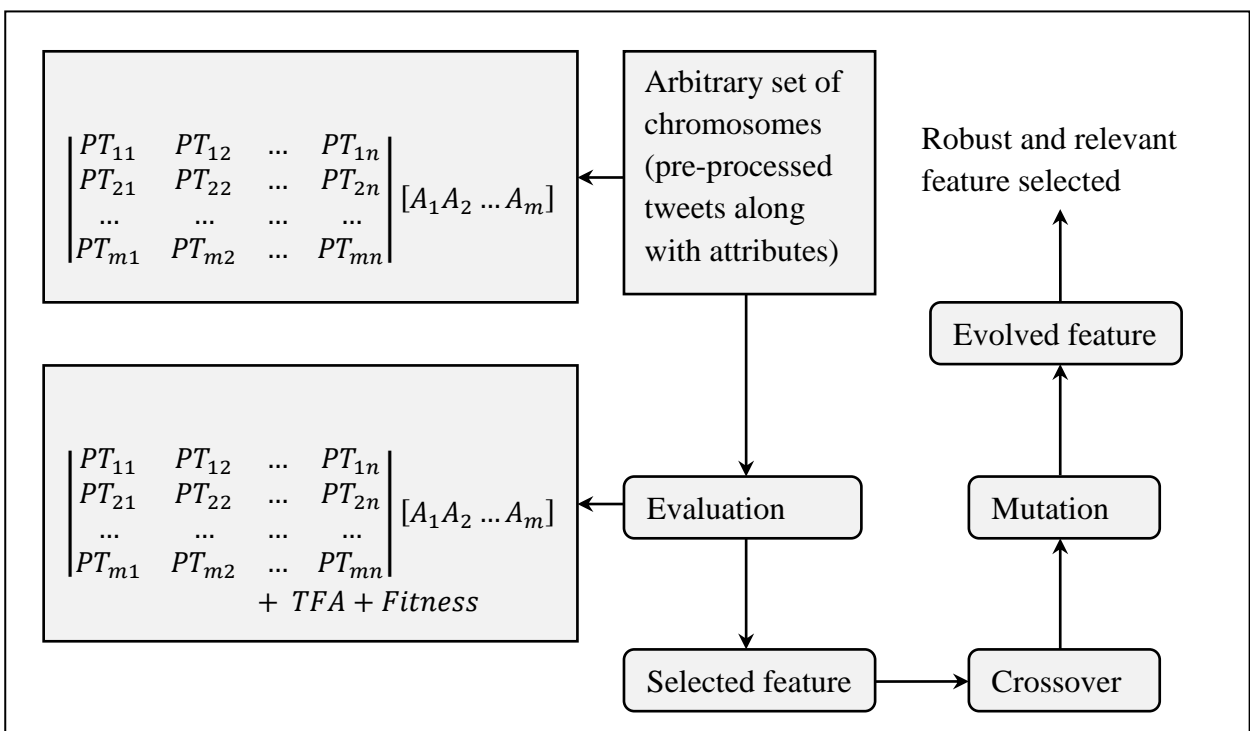 PT₁₁ PT₁₂ … PT₁ₙ
PT₂₁ PT₂₂ … PT₂ₙ
… … … …
PTₘ₁ PTₘ₂ … PTₘₙ
[A₁A₂ … Aₘ]
Arbitrary set of
chromosomes
(pre-processed
tweets along
with attributes)
PT₁₁ PT₁₂ … PT₁ₙ
PT₂₁ PT₂₂ … PT₂ₙ
… … … …
PTₘ₁ PTₘ₂ … PTₘₙ
[A₁A₂ … Aₘ]
+ TFA + Fitness
Evaluation
Selected feature
Crossover
Mutation
Evolved feature
Robust and relevant
feature selected